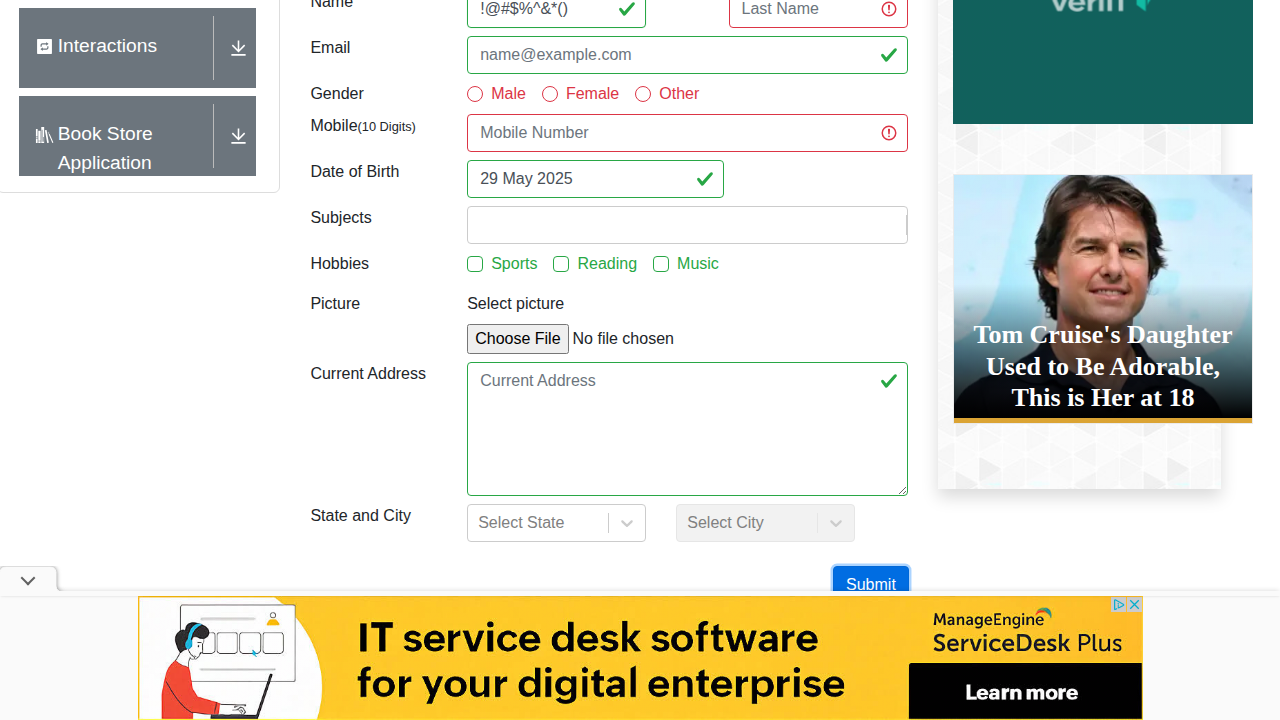 Interactions
Book Store
Application
Name
!@#$%^&*()
Last Name
Email
name@example.com
Gender
Male
Female
Other
Mobile(10 Digits)
Mobile Number
Date of Birth
29 May 2025
Subjects
Hobbies
Sports
Reading
Music
Picture
Select picture
Choose File No file chosen
Current Address
Current Address
State and City
Select State
Select City
Submit
Tom Cruise's Daughter
Used to Be Adorable,
This is Her at 18
IT service desk software
for your digital enterprise
ManageEngine
ServiceDesk Plus
Learn more